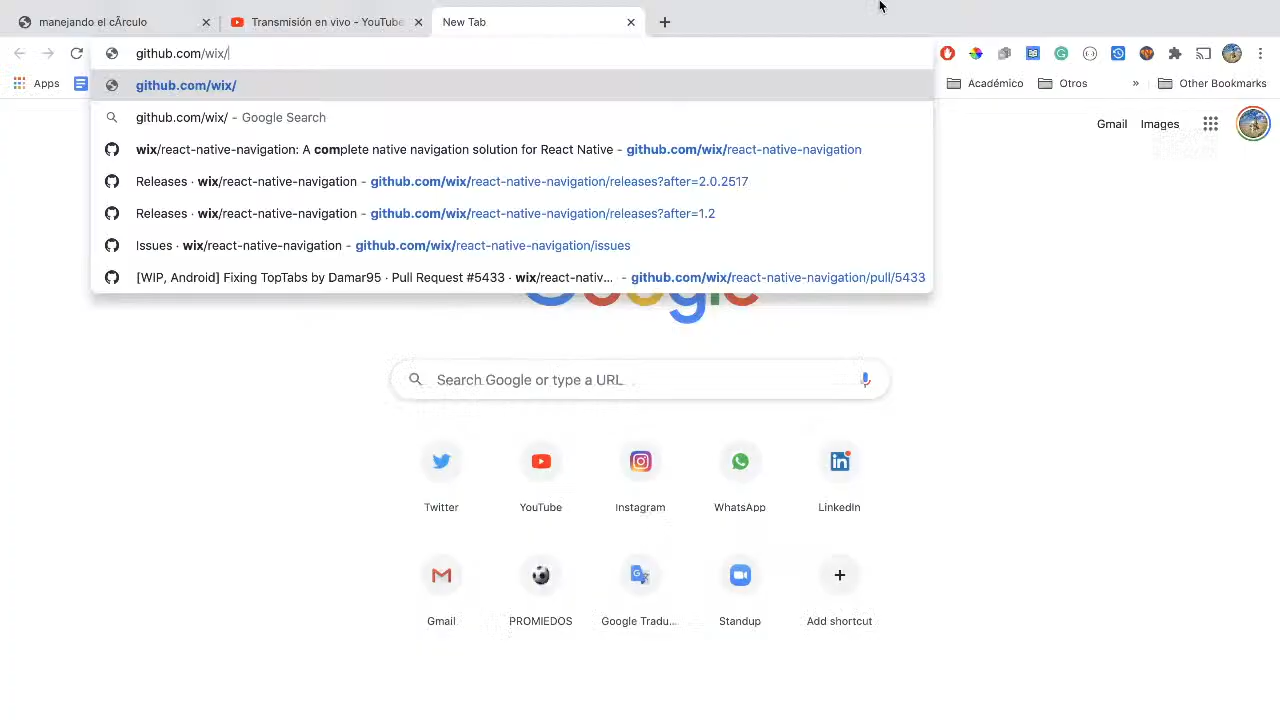 manejando el cÃrculo
Transmisión en vivo - YouTube
New Tab
github.com/wix/
Apps
Académico
Otros
»
Other Bookmarks
github.com/wix/
github.com/wix/ - Google Search
wix/react-native-navigation: A complete native navigation solution for React Native - github.com/wix/react-native-navigation
Releases · wix/react-native-navigation - github.com/wix/react-native-navigation/releases?after=2.0.2517
Releases · wix/react-native-navigation - github.com/wix/react-native-navigation/releases?after=1.2
Issues · wix/react-native-navigation - github.com/wix/react-native-navigation/issues
[WIP, Android] Fixing TopTabs by Damar95 · Pull Request #5433 · wix/react-nativ... - github.com/wix/react-native-navigation/pull/5433
Gmail Images
Google
Search Google or type a URL
Twitter YouTube Instagram WhatsApp LinkedIn
Gmail PROMIEDOS Google Tradu... Standup Add shortcut